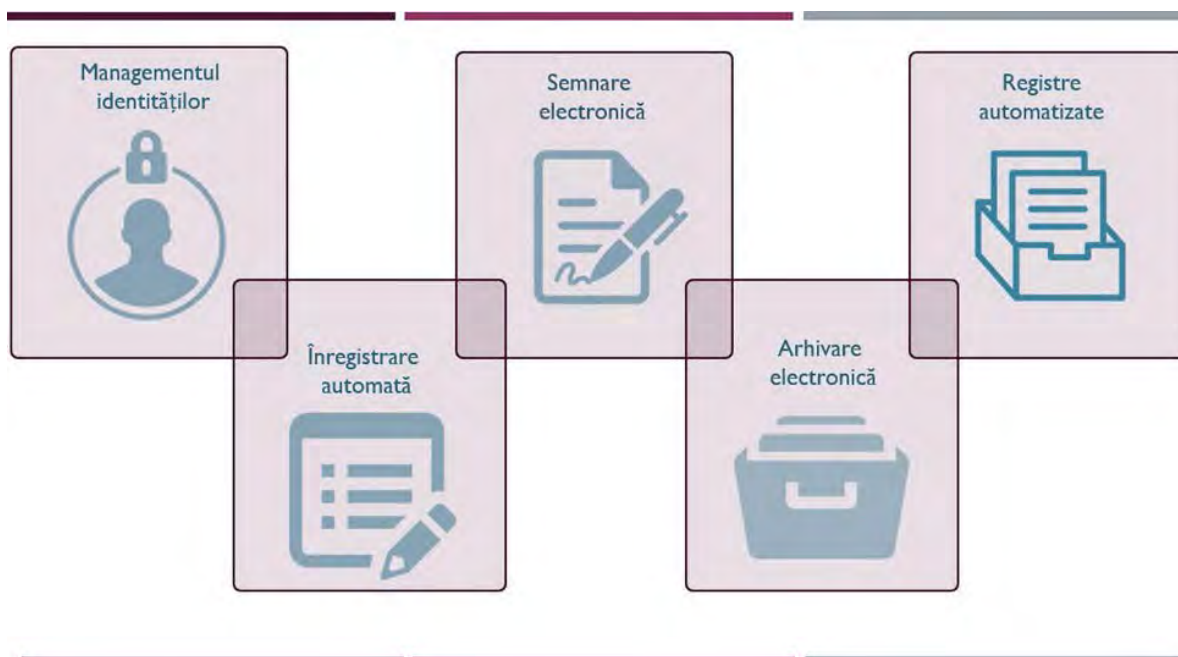 Managementul
identităților
Semnare
electronică
Registre
automatizate
Înregistrare
automată
Arhivare
electronică